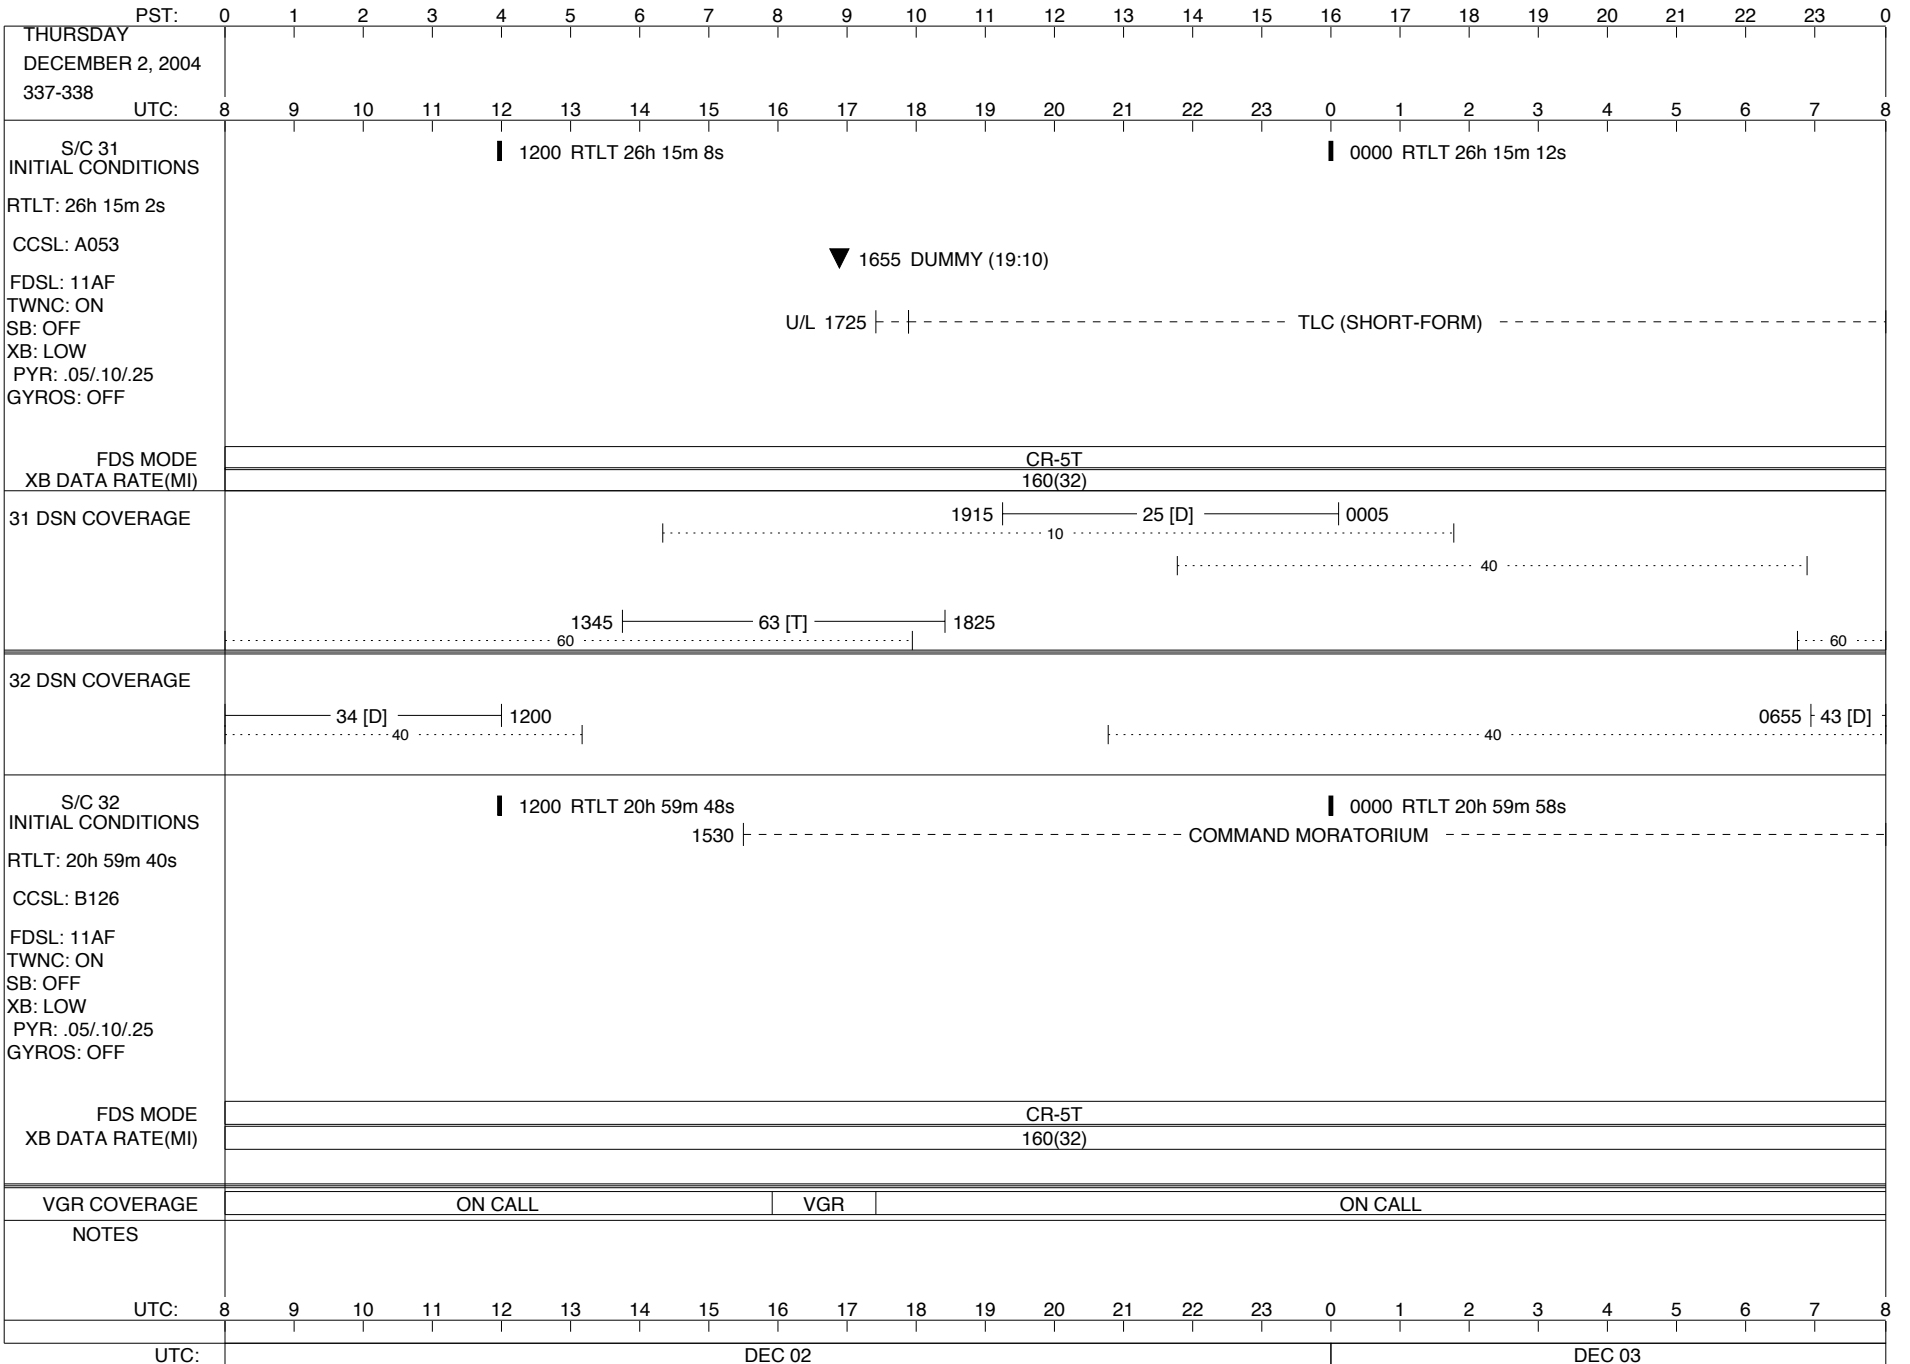 PST: 0 1 2 3 4 5 6 7 8 9 10 11 12 13 14 15 16 17 18 19 20 21 22 23 0
THURSDAY
DECEMBER 2, 2004
337-338
UTC: 8 9 10 11 12 13 14 15 16 17 18 19 20 21 22 23 0 1 2 3 4 5 6 7 8
S/C 31
INITIAL CONDITIONS
1200 RTLT 26h 15m 8s
0000 RTLT 26h 15m 12s
RTLT: 26h 15m 2s
CCSL: A053
1655 DUMMY (19:10)
FDSL: 11AF
TWNC: ON
U/L 1725 TLC (SHORT-FORM)
SB: OFF
XB: LOW
PYR: .05/.10/.25
GYROS: OFF
FDS MODE CR-5T
XB DATA RATE(MI) 160(32)
31 DSN COVERAGE
1915 25 [D] 0005
10
40
1345 63 [T] 1825
60 60
32 DSN COVERAGE
34 [D] 1200 0655 43 [D]
40 40
S/C 32
INITIAL CONDITIONS
1200 RTLT 20h 59m 48s
0000 RTLT 20h 59m 58s
1530 COMMAND MORATORIUM
RTLT: 20h 59m 40s
CCSL: B126
FDSL: 11AF
TWNC: ON
SB: OFF
XB: LOW
PYR: .05/.10/.25
GYROS: OFF
FDS MODE CR-5T
XB DATA RATE(MI) 160(32)
VGR COVERAGE ON CALL VGR ON CALL
NOTES
UTC: 8 9 10 11 12 13 14 15 16 17 18 19 20 21 22 23 0 1 2 3 4 5 6 7 8
UTC: DEC 02 DEC 03